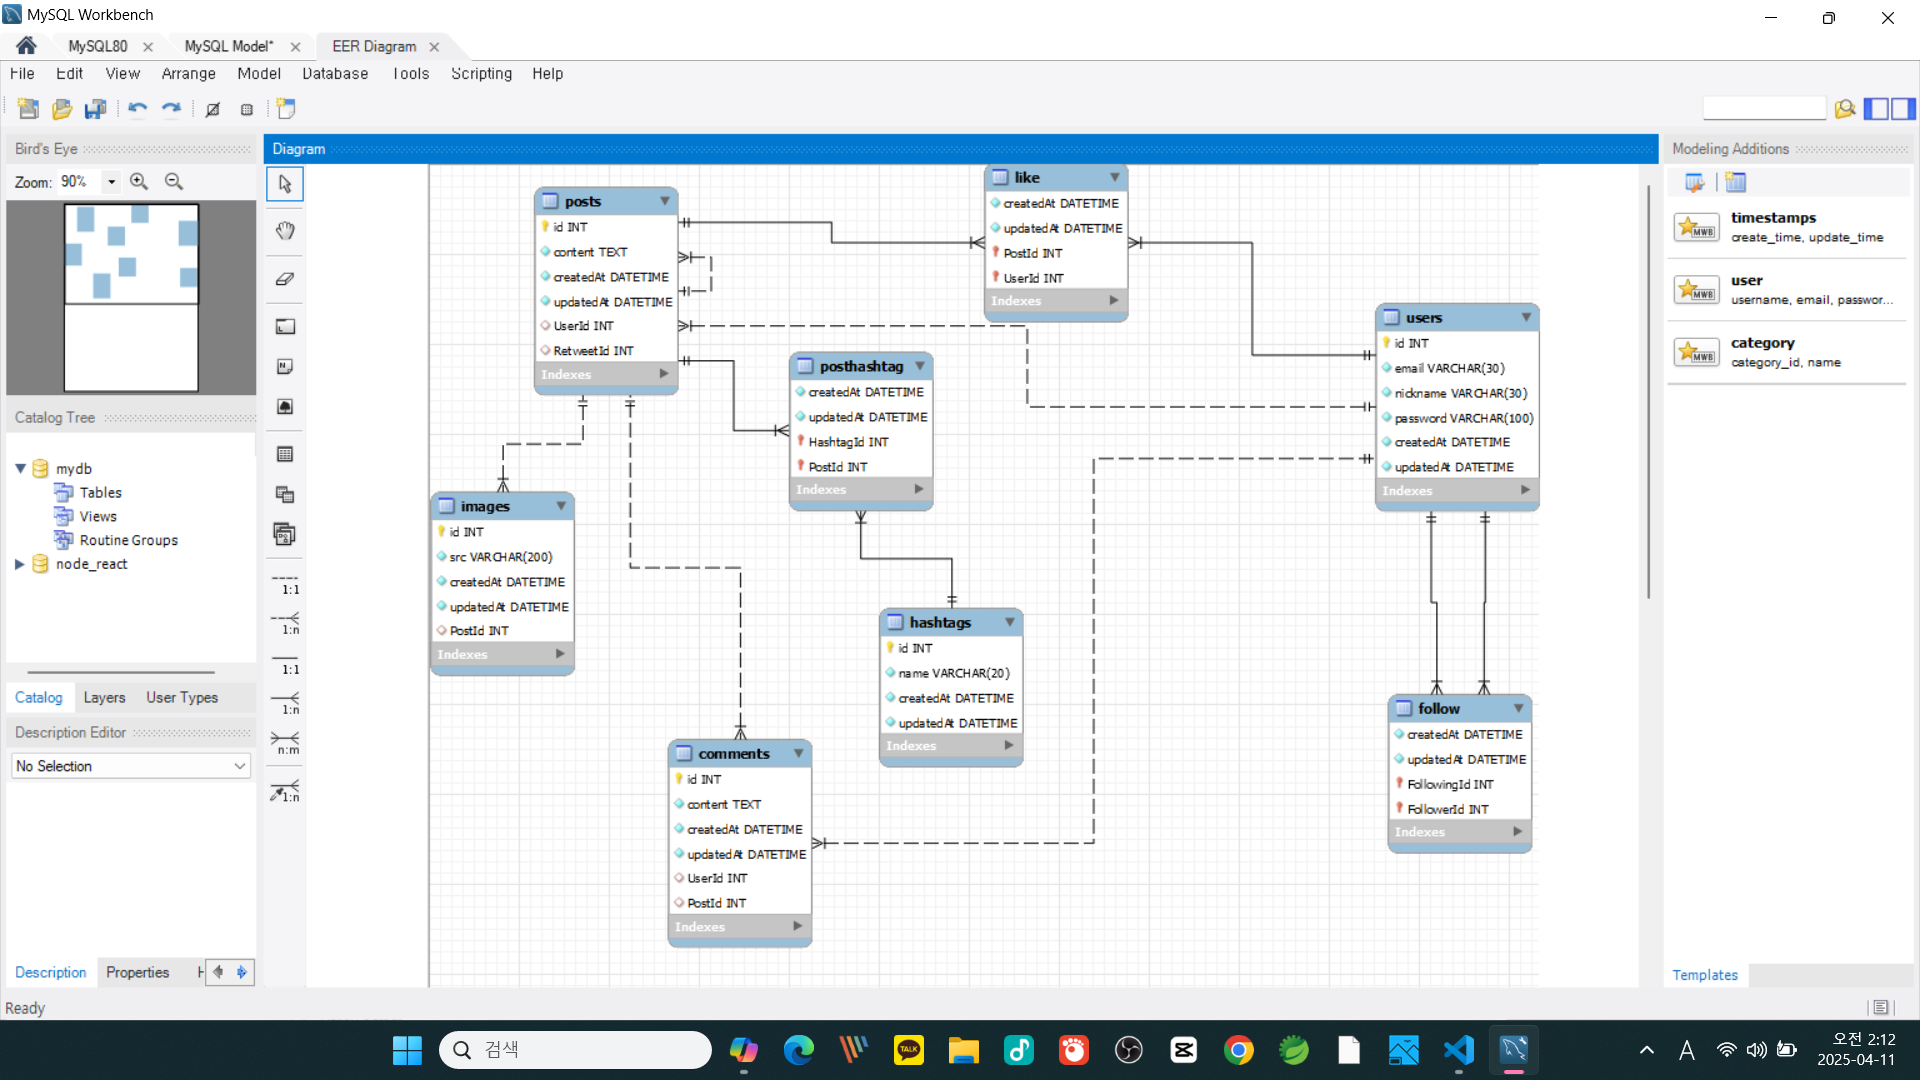 MySQL Workbench
MySQL80
MySQL Model*
EER Diagram
File Edit View Arrange Model Database Tools Scripting Help
Bird's Eye
Zoom: 90%
Catalog Tree
mydb
Tables
Views
Routine Groups
node_react
Catalog Layers User Types
Description Editor
No Selection
Description Properties H
Ready
1:1
1:n
1:1
1:n
n:m
1:n
Diagram
posts
id INT
content TEXT
createdAt DATETIME
updatedAt DATETIME
UserId INT
RetweetId INT
Indexes
like
createdAt DATETIME
updatedAt DATETIME
PostId INT
UserId INT
Indexes
users
id INT
email VARCHAR(30)
nickname VARCHAR(30)
password VARCHAR(100)
createdAt DATETIME
updatedAt DATETIME
Indexes
posthashtag
createdAt DATETIME
updatedAt DATETIME
HashtagId INT
PostId INT
Indexes
images
id INT
src VARCHAR(200)
createdAt DATETIME
updatedAt DATETIME
PostId INT
Indexes
hashtags
id INT
name VARCHAR(20)
createdAt DATETIME
updatedAt DATETIME
Indexes
follow
createdAt DATETIME
updatedAt DATETIME
FollowingId INT
FollowerId INT
Indexes
comments
id INT
content TEXT
createdAt DATETIME
updatedAt DATETIME
UserId INT
PostId INT
Indexes
Modeling Additions
MWB
timestamps
create_time, update_time
MWB
user
username, email, passwor...
MWB
category
category_id, name
Templates
검색
TALK
A
오전 2:12
2025-04-11